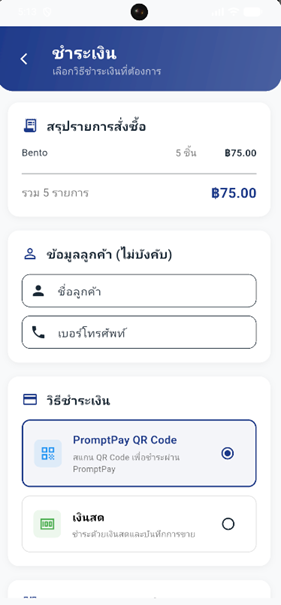 ชำระเงิน
เลือกวิธีชำระเงินที่ต้องการ
สรุปรายการสั่งซื้อ
Bento 5 ชิ้น ฿75.00
รวม 5 รายการ ฿75.00
ข้อมูลลูกค้า (ไม่บังคับ)
ชื่อลูกค้า
เบอร์โทรศัพท์
วิธีชำระเงิน
PromptPay QR Code
สแกน QR Code เพื่อชำระผ่าน
PromptPay
เงินสด
ชำระด้วยเงินสดและบันทึกการขาย